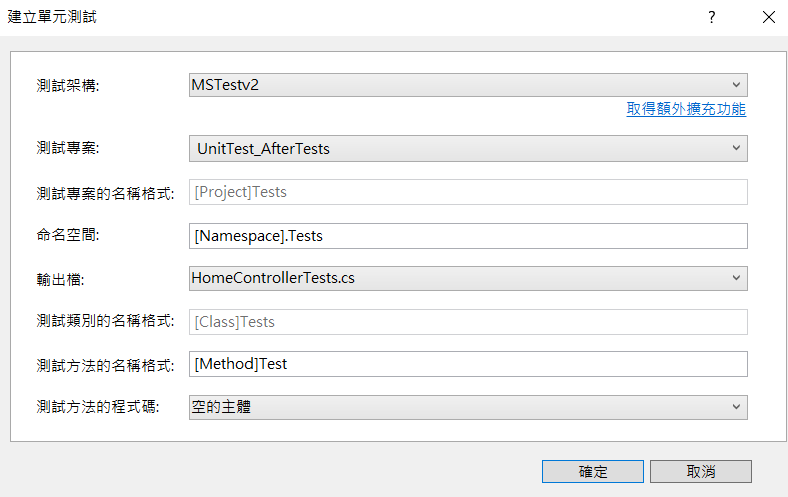 建立單元測試
?
測試架構:
MSTestv2
取得額外擴充功能
測試專案:
UnitTest_AfterTests
測試專案的名稱格式:
[Project]Tests
命名空間:
[Namespace].Tests
輸出檔:
HomeControllerTests.cs
測試類別的名稱格式:
[Class]Tests
測試方法的名稱格式:
[Method]Test
測試方法的程式碼:
空的主體
確定
取消